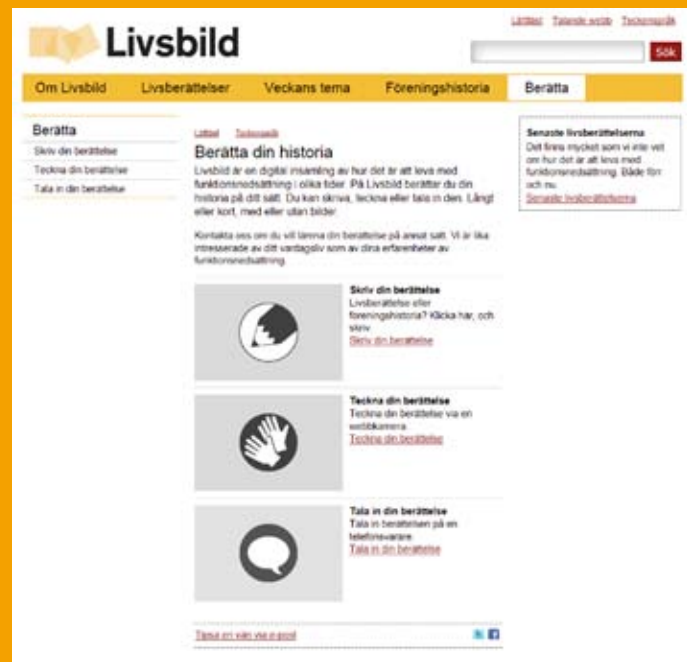 Lättläst Talande webb Teckenspråk
Livsbild
Sök
Om Livsbild Livsberättelser Veckans tema Föreningshistoria Berätta
Berätta
Skriv din berättelse
Teckna din berättelse
Tala in din berättelse
Lättläst Teckenspråk
Berätta din historia
Livsbild är en digital insamling av hur det är att leva med
funktionsnedsättning i olika tider. På Livsbild berättar du din
historia på ditt sätt. Du kan skriva, teckna eller tala in den. Långt
eller kort, med eller utan bilder.
Kontakta oss om du vill lämna din berättelse på annat sätt. Vi är lika
intresserade av ditt vardagsliv som av dina erfarenheter av
funktionsnedsättning.
Skriv din berättelse
Livsberättelse eller
föreningshistoria? Klicka här, och
skriv.
Skriv din berättelse
Teckna din berättelse
Teckna din berättelse via en
webbkamera.
Teckna din berättelse
Tala in din berättelse
Tala in berättelsen på en
telefonsvarare.
Tala in din berättelse
Tipsa en vän via e-post
Senaste livsberättelserna
Det finns mycket som vi inte vet
om hur det är att leva med
funktionsnedsättning. Både förr
och nu.
Senaste livsberättelserna